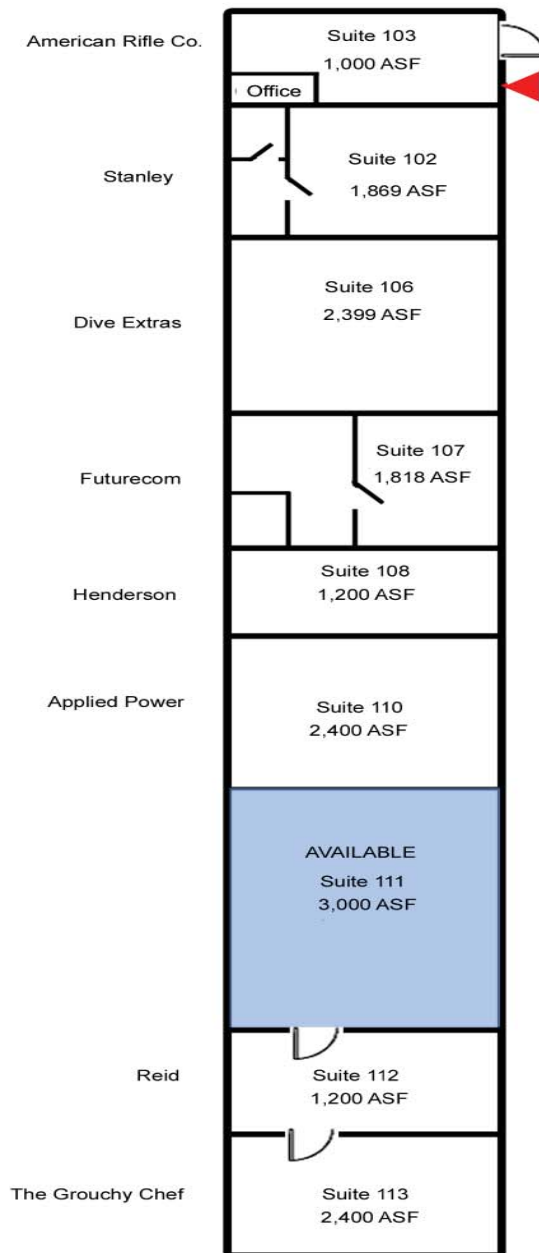 American Rifle Co.
Suite 103
1,000 ASF
Office
Stanley
Suite 102
1,869 ASF
Dive Extras
Suite 106
2,399 ASF
Futurecom
Suite 107
1,818 ASF
Henderson
Suite 108
1,200 ASF
Applied Power
Suite 110
2,400 ASF
AVAILABLE
Suite 111
3,000 ASF
Reid
Suite 112
1,200 ASF
The Grouchy Chef
Suite 113
2,400 ASF